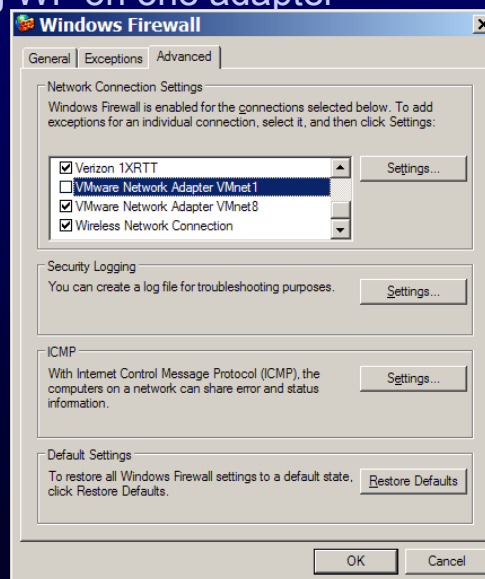 WF on one adapter
Windows Firewall
General Exceptions Advanced
Network Connection Settings
Windows Firewall is enabled for the connections selected
below. To add
exceptions for an individual connection, select it, and then click Settings:
Verizon 1XRTT
VMware Network Adapter VMnet1
VMware Network Adapter VMnet8
Wireless Network Connection
Settings...
Security Logging
You can create a log file for troubleshooting purposes.
Settings...
ICMP
With Internet Control Message Protocol (ICMP), the
computers on a network can share error and status
information.
Settings...
Default Settings
To restore all Windows Firewall settings to a default state,
click Restore Defaults.
Restore Defaults
OK Cancel